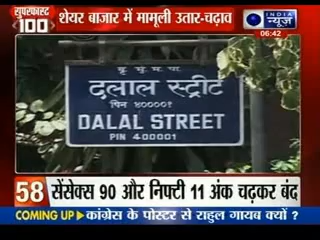 सुपरफास्ट
100
शेयर बाजार में मामूली उतार-चढ़ाव
INDIA
न्यूज़
06:42
बृ. मुं. म. पा.
दलाल स्ट्रीट
पिन ४००००१
DALAL STREET
PIN 400001
58
सेंसेक्स 90 और निफ्टी 11 अंक चढ़कर बंद
COMING UP
कांग्रेस के पोस्टर से राहुल गायब क्यों ?